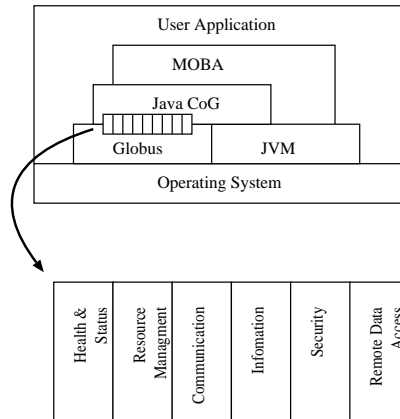 User Application
MOBA
Java CoG
Globus
JVM
Operating System
Health &
Status
Resource
Managment
Communication
Infomation
Security
Remote Data
Access